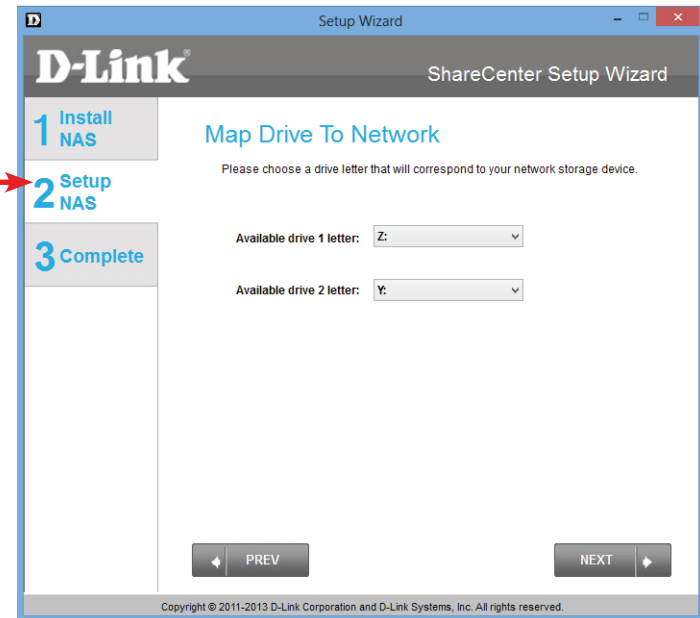 Setup Wizard
D-Link®
ShareCenter Setup Wizard
1 Install
NAS
2 Setup
NAS
3 Complete
Map Drive To Network
Please choose a drive letter that will correspond to your network storage device.
Available drive 1 letter: Z:
Available drive 2 letter: Y:
PREV
NEXT
Copyright © 2011-2013 D-Link Corporation and D-Link Systems, Inc. All rights reserved.